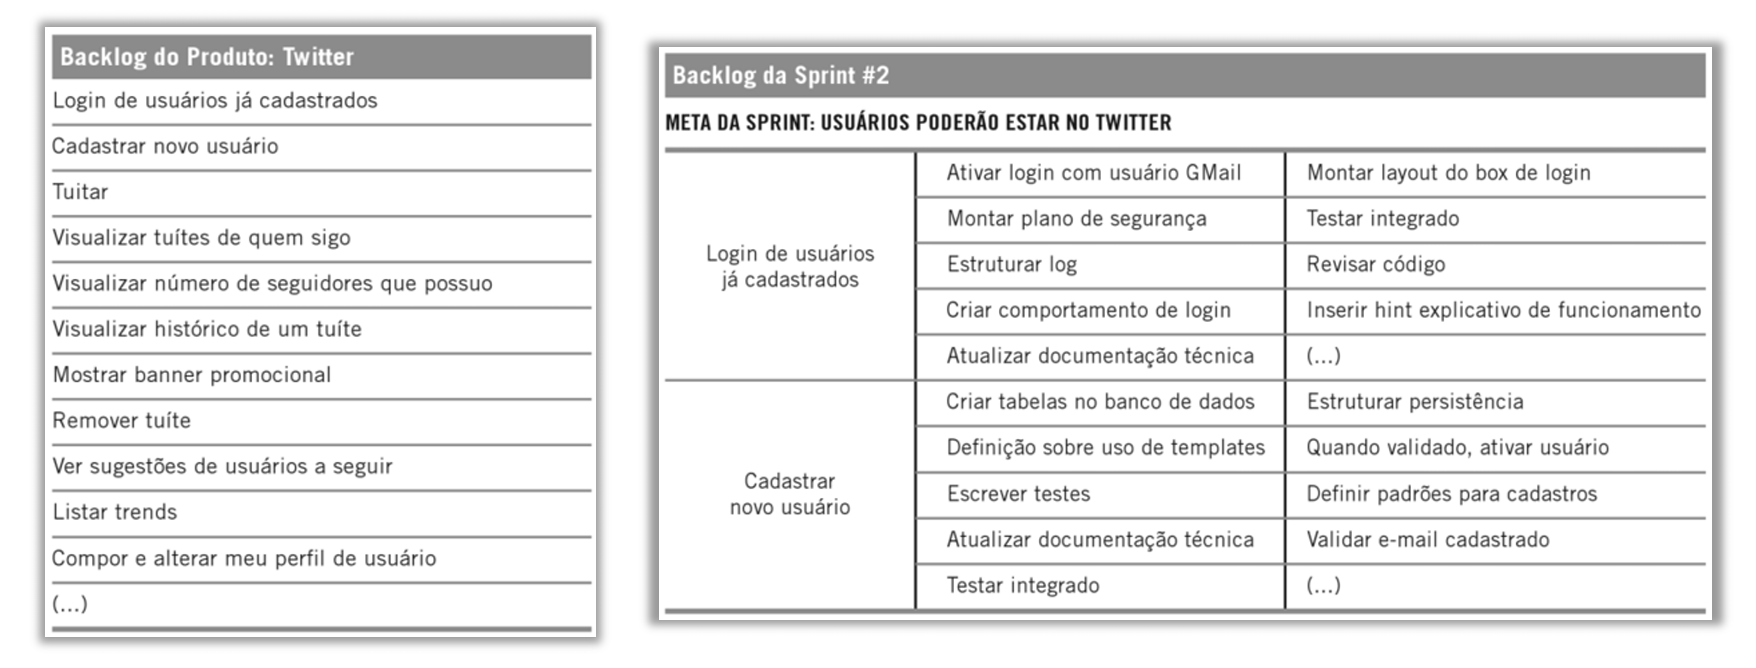 Backlog do Produto: Twitter
Login de usuários já cadastrados
Cadastrar novo usuário
Tuitar
Visualizar tuítes de quem sigo
Visualizar número de seguidores que possuo
Visualizar histórico de um tuíte
Mostrar banner promocional
Remover tuíte
Ver sugestões de usuários a seguir
Listar trends
Compor e alterar meu perfil de usuário
(...)
Backlog da Sprint #2
META DA SPRINT: USUÁRIOS PODERÃO ESTAR NO TWITTER
Login de usuários
já cadastrados
Ativar login com usuário GMail
Montar layout do box de login
Montar plano de segurança
Testar integrado
Estruturar log
Revisar código
Criar comportamento de login
Inserir hint explicativo de funcionamento
Atualizar documentação técnica
(...)
Cadastrar
novo usuário
Criar tabelas no banco de dados
Estruturar persistência
Definição sobre uso de templates
Quando validado, ativar usuário
Escrever testes
Definir padrões para cadastros
Atualizar documentação técnica
Validar e-mail cadastrado
Testar integrado
(...)